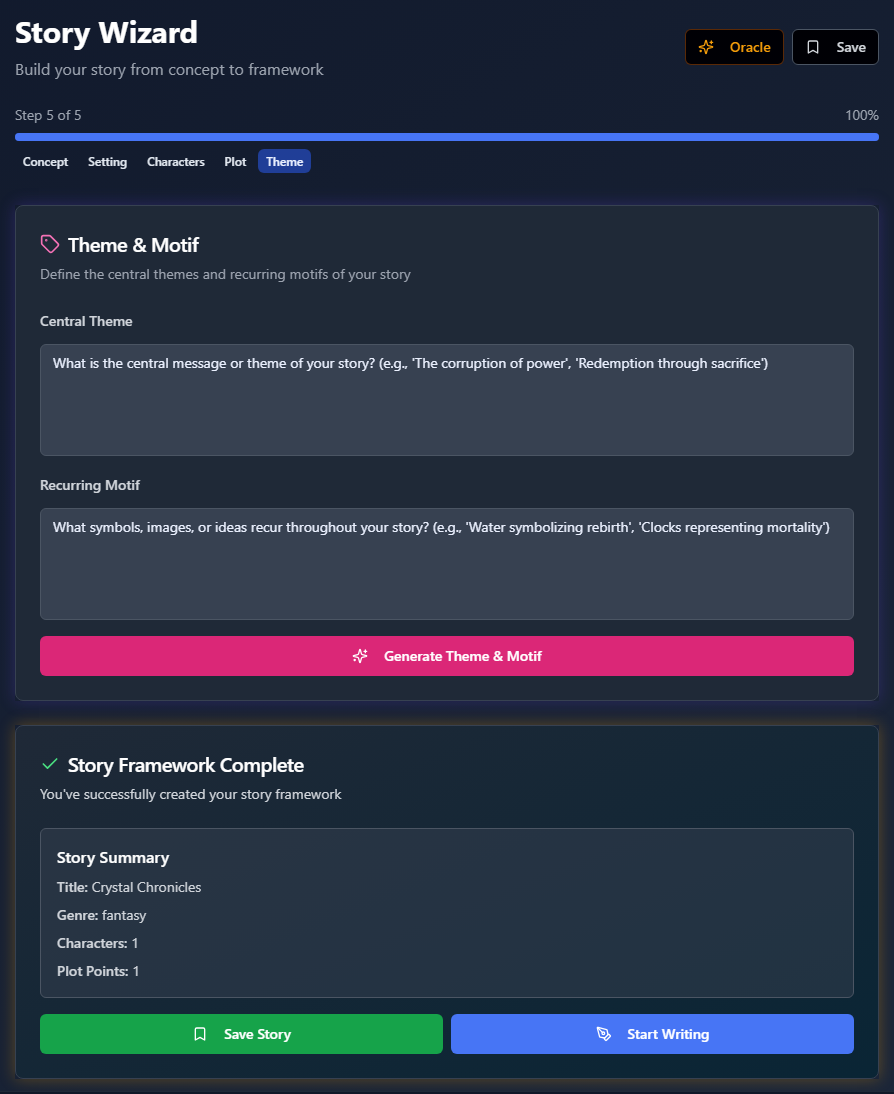 Story Wizard
Build your story from concept to framework
Oracle
Save
Step 5 of 5
100%
Concept
Setting
Characters
Plot
Theme
Theme & Motif
Define the central themes and recurring motifs of your story
Central Theme
What is the central message or theme of your story? (e.g., 'The corruption of power', 'Redemption through sacrifice')
Recurring Motif
What symbols, images, or ideas recur throughout your story? (e.g., 'Water symbolizing rebirth', 'Clocks representing mortality')
Generate Theme & Motif
Story Framework Complete
You've successfully created your story framework
Story Summary
Title: Crystal Chronicles
Genre: fantasy
Characters: 1
Plot Points: 1
Save Story
Start Writing